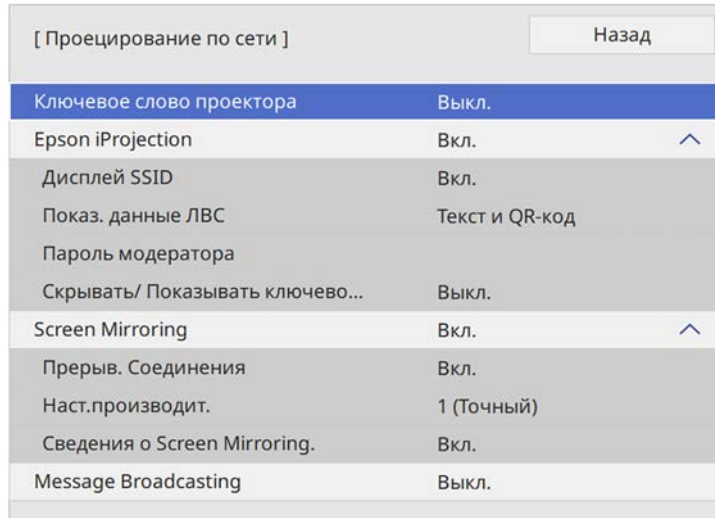 [ Проецирование по сети ] Назад
Ключевое слово проектора Выкл.
Epson iProjection Вкл.
Дисплей SSID Вкл.
Показ. данные ЛВС Текст и QR-код
Пароль модератора
Скрывать/ Показывать ключево... Выкл.
Screen Mirroring Вкл.
Прерыв. Соединения Вкл.
Наст.производит. 1 (Точный)
Сведения о Screen Mirroring. Вкл.
Message Broadcasting Выкл.